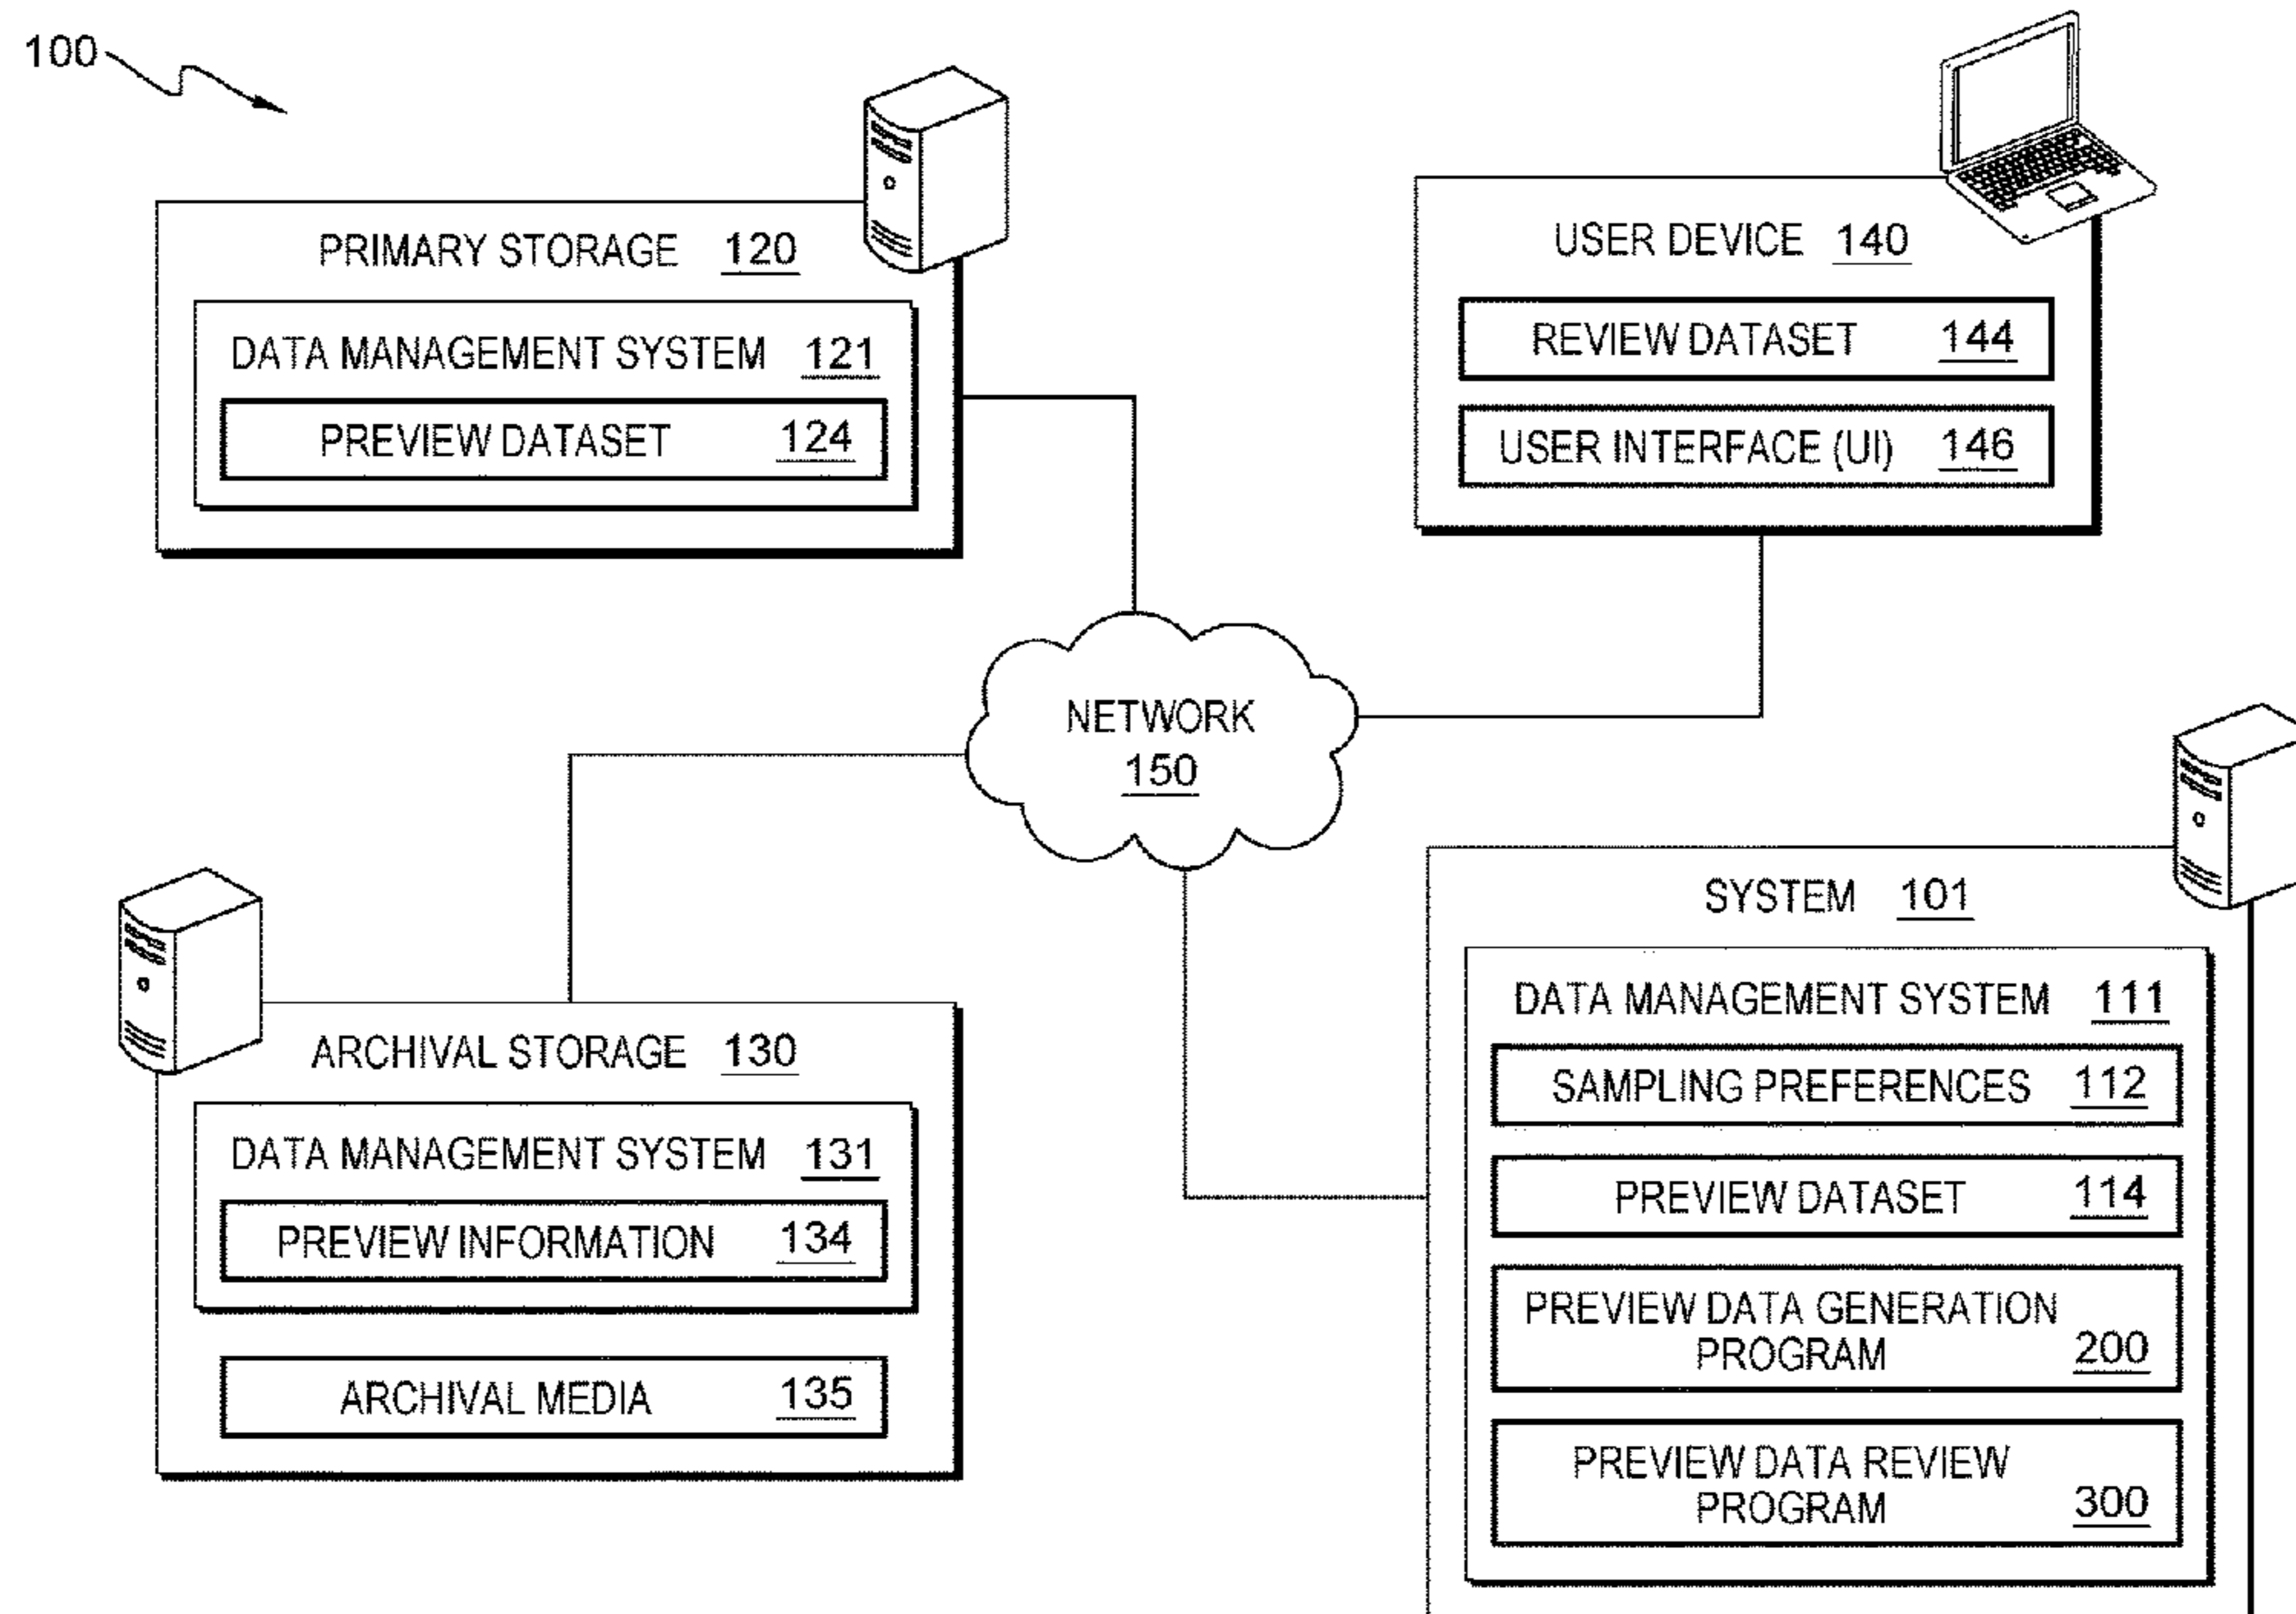 100
PRIMARY STORAGE 120
DATA MANAGEMENT SYSTEM 121
PREVIEW DATASET 124
USER DEVICE 140
REVIEW DATASET 144
USER INTERFACE (UI) 146
NETWORK
150
ARCHIVAL STORAGE 130
DATA MANAGEMENT SYSTEM 131
PREVIEW INFORMATION 134
ARCHIVAL MEDIA 135
SYSTEM 101
DATA MANAGEMENT SYSTEM 111
SAMPLING PREFERENCES 112
PREVIEW DATASET 114
PREVIEW DATA GENERATION
PROGRAM 200
PREVIEW DATA REVIEW
PROGRAM 300